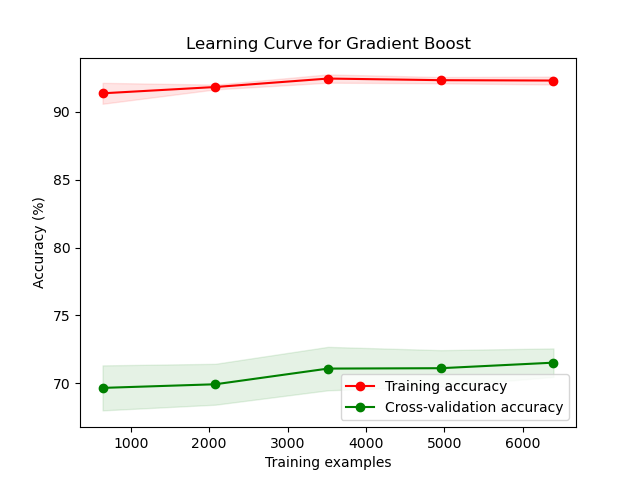 Learning Curve for Gradient Boost
Accuracy (%)
90
85
80
75
70
Training accuracy
Cross-validation accuracy
1000 2000 3000 4000 5000 6000
Training examples